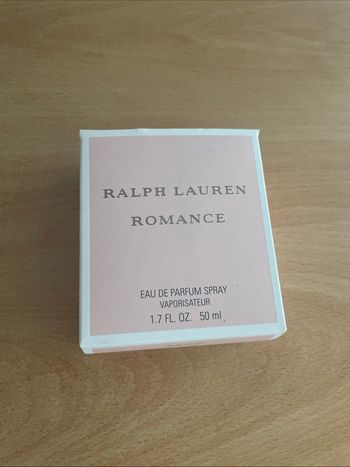 RALPH LAUREN
ROMANCE
EAU DE PARFUM SPRAY
VAPORISATEUR
1.7 FL. OZ. 50 ml